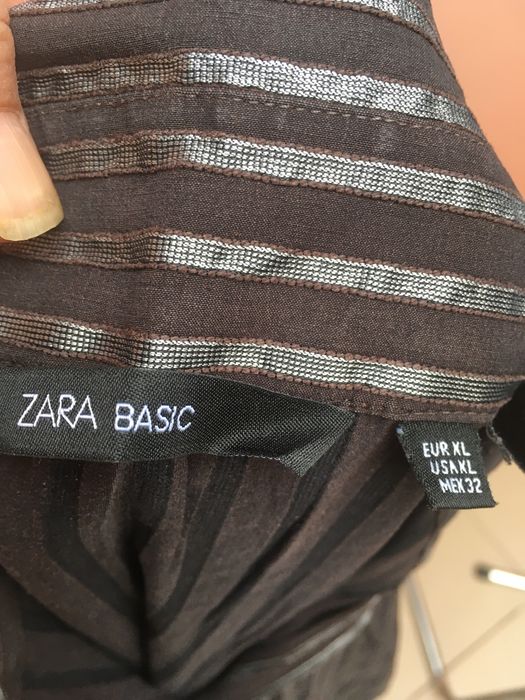 ZARA BASIC
EUR XL
USA XL
MEX 32